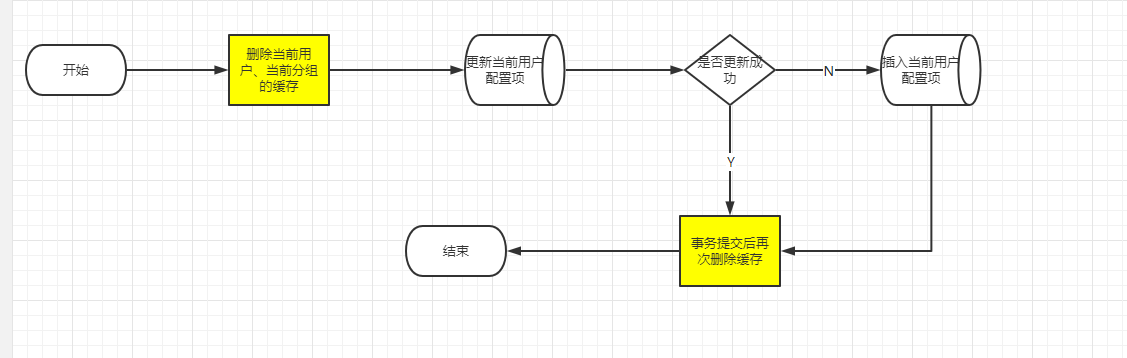 开始
删除当前用
户、当前分组
的缓存
更新当前用户
配置项
是否更新成
功
N
插入当前用户
配置项
Y
事务提交后再
次删除缓存
结束